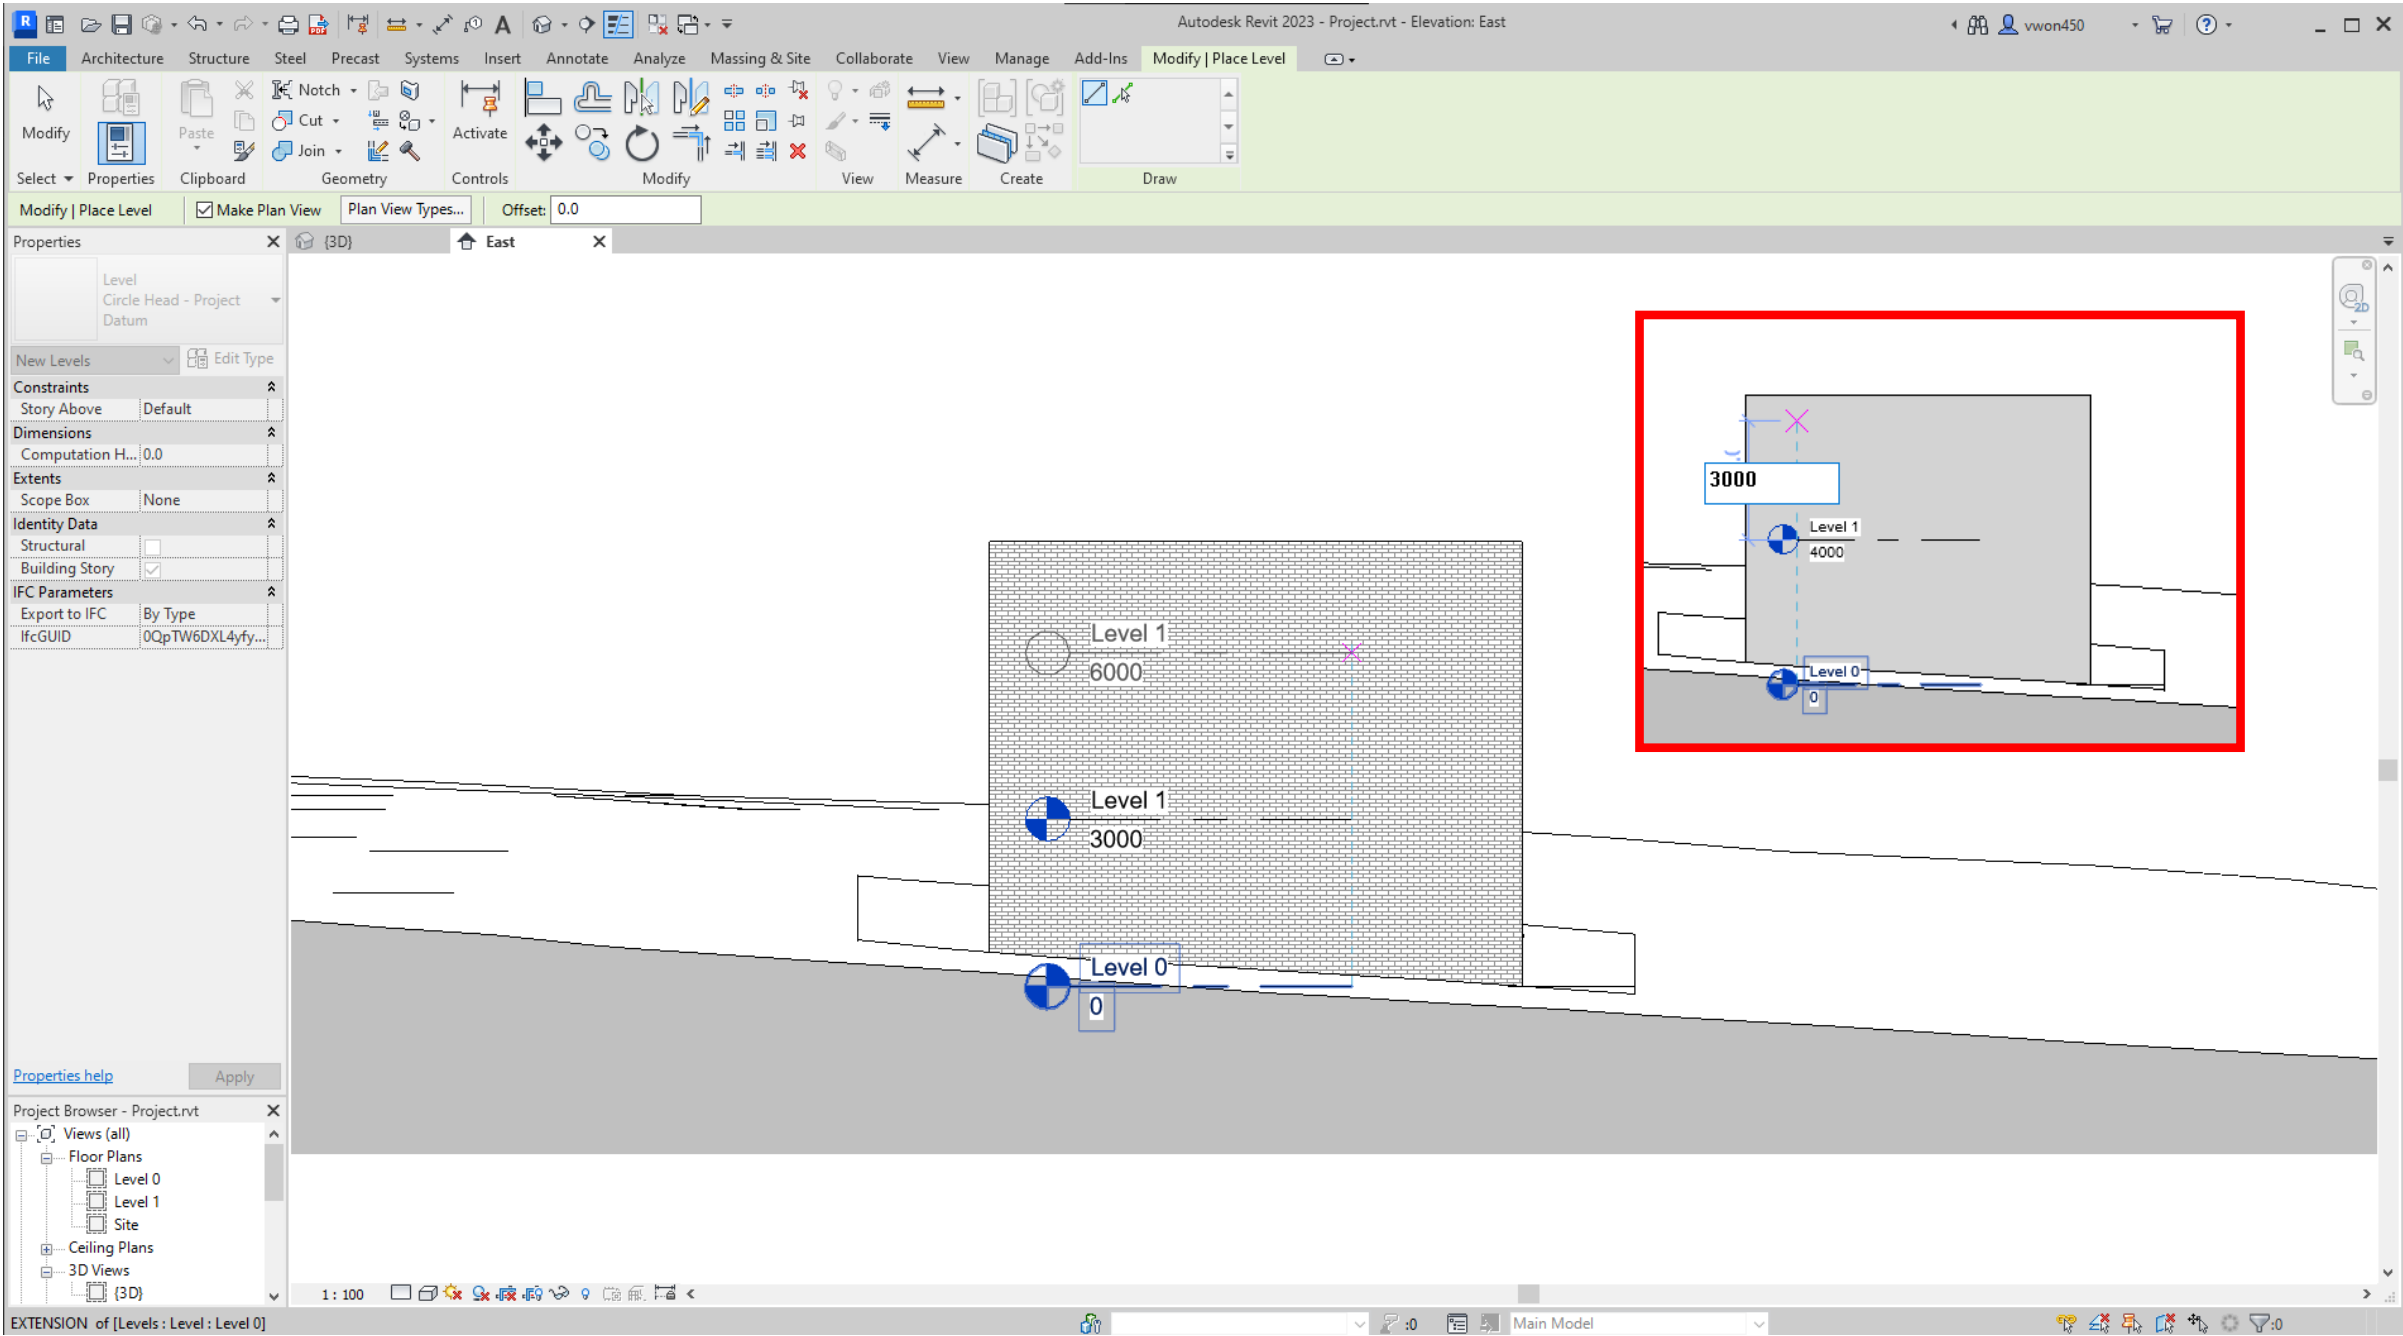 Autodesk Revit 2023 - Project.rvt - Elevation: East
vwon450
File Architecture Structure Steel Precast Systems Insert Annotate Analyze Massing & Site Collaborate View Manage Add-Ins Modify | Place Level
Modify
Paste
Notch
Cut
Join
Activate
Select Properties Clipboard Geometry Controls Modify View Measure Create Draw
Modify | Place Level Make Plan View Plan View Types... Offset: 0.0
Properties
{3D}
East
Level
Circle Head - Project
Datum
New Levels Edit Type
Constraints
Story Above Default
Dimensions
Computation H... 0.0
Extents
Scope Box None
Identity Data
Structural
Building Story
IFC Parameters
Export to IFC By Type
IfcGUID 0QpTW6DXL4yfy...
Properties help Apply
Project Browser - Project.rvt
Views (all)
Floor Plans
Level 0
Level 1
Site
Ceiling Plans
3D Views
{3D}
2D
3000
Level 1
4000
Level 0
0
Level 1
6000
Level 1
3000
Level 0
0
1 : 100
EXTENSION of [Levels : Level : Level 0]
:0
Main Model
:0